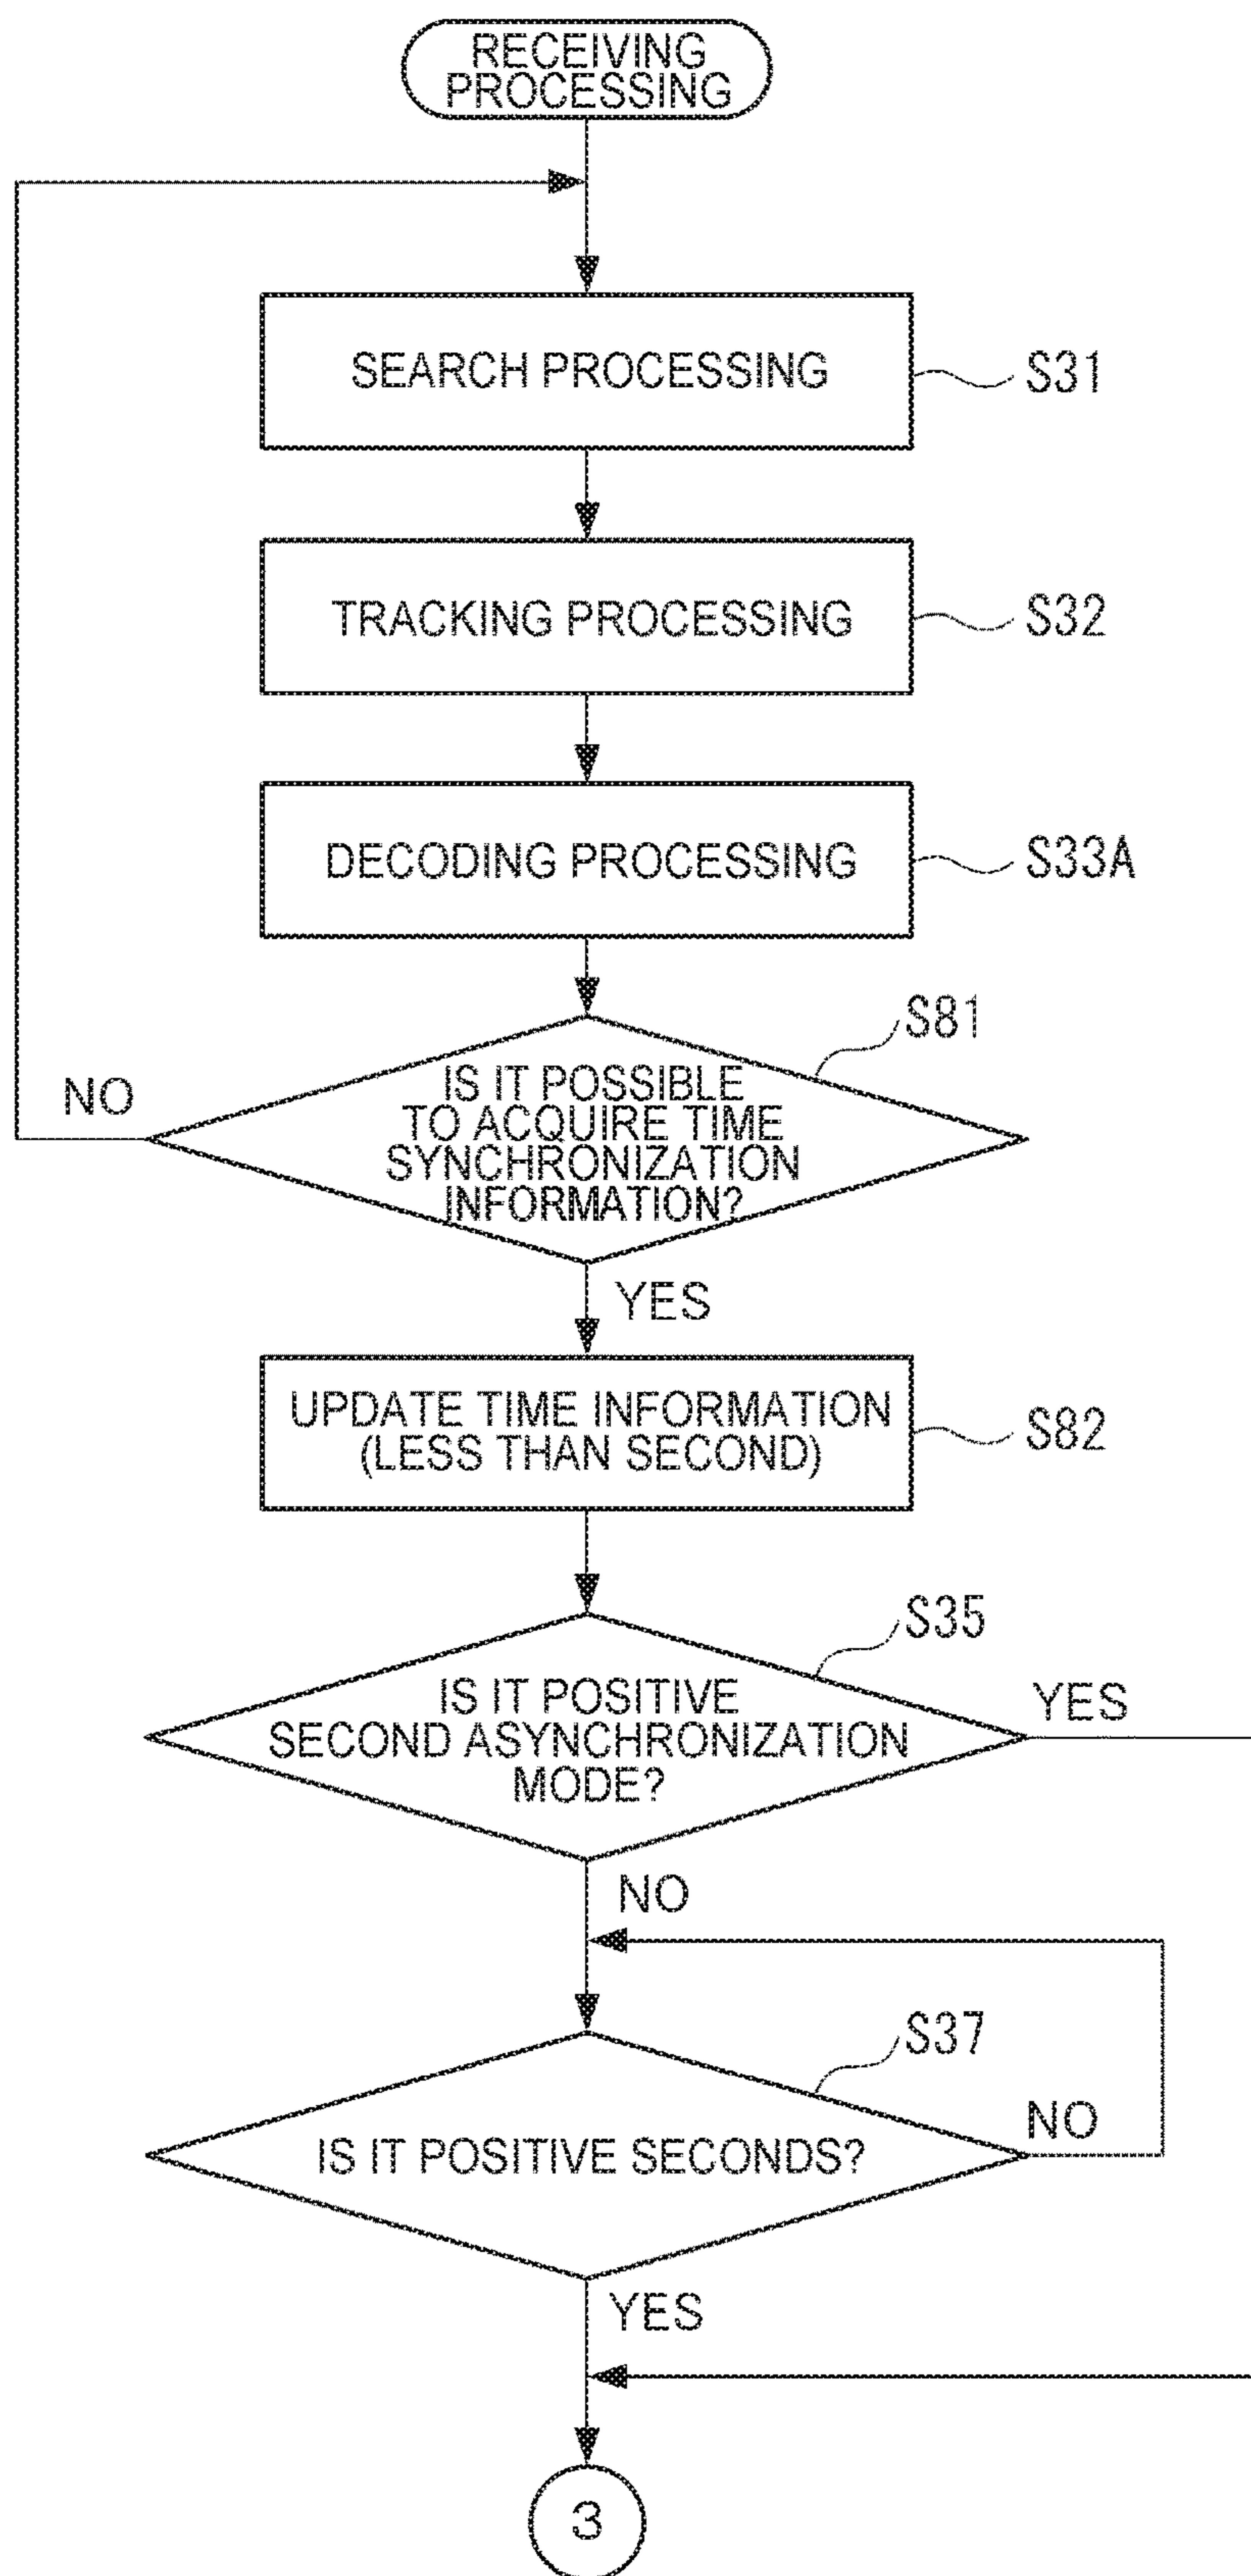 RECEIVING
PROCESSING
SEARCH PROCESSING
S31
TRACKING PROCESSING
S32
DECODING PROCESSING
S33A
S81
NO
IS IT POSSIBLE
TO ACQUIRE TIME
SYNCHRONIZATION
INFORMATION?
YES
UPDATE TIME INFORMATION
(LESS THAN SECOND)
S82
S35
IS IT POSITIVE
SECOND ASYNCHRONIZATION
MODE?
YES
NO
S37
IS IT POSITIVE SECONDS?
NO
YES
3